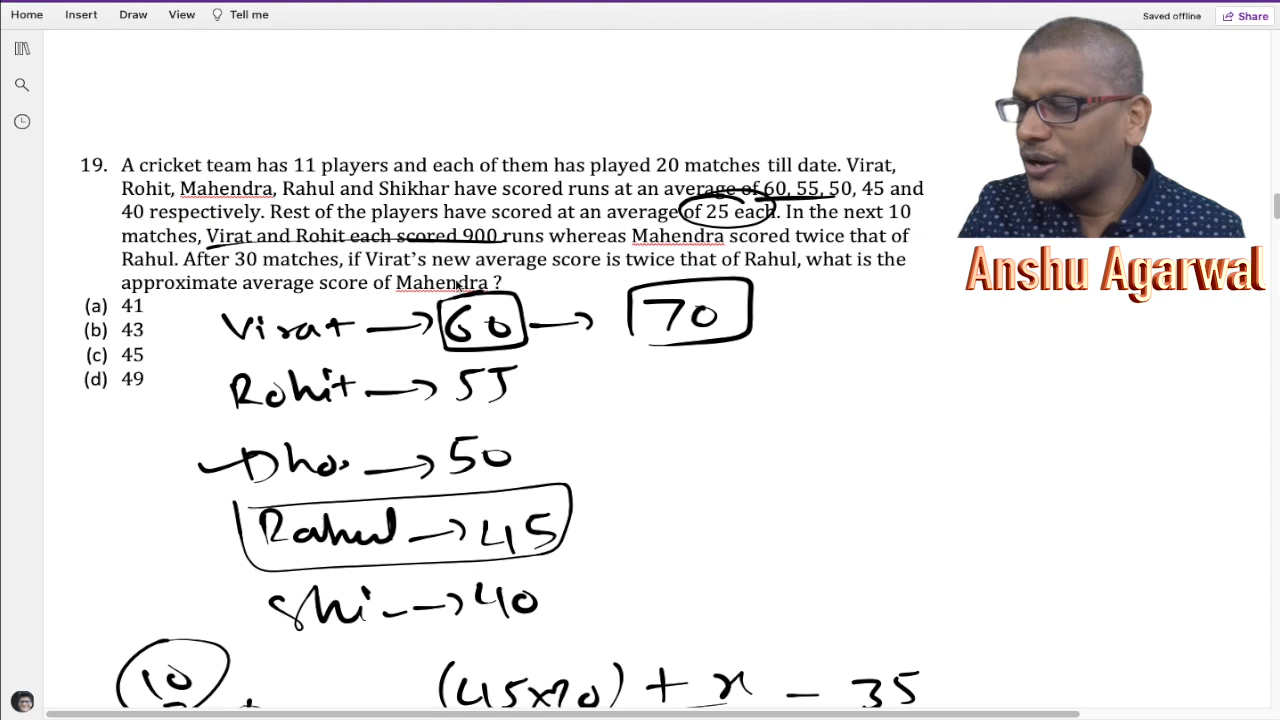 Home Insert Draw View Tell me Saved offline Share
19. A cricket team has 11 players and each of them has played 20 matches till date. Virat,
Rohit, Mahendra, Rahul and Shikhar have scored runs at an average of 60, 55, 50, 45 and
40 respectively. Rest of the players have scored at an average of 25 each. In the next 10
matches, Virat and Rohit each scored 900 runs whereas Mahendra scored twice that of
Rahul. After 30 matches, if Virat's new average score is twice that of Rahul, what is the
approximate average score of Mahendra ?
(a) 41
(b) 43
(c) 45
(d) 49
Anshu Agarwal
Virat → 60 → 70
Rohit → 55
Dho → 50
Rahul → 45
Shi → 40
10
(45×20) + x - 35